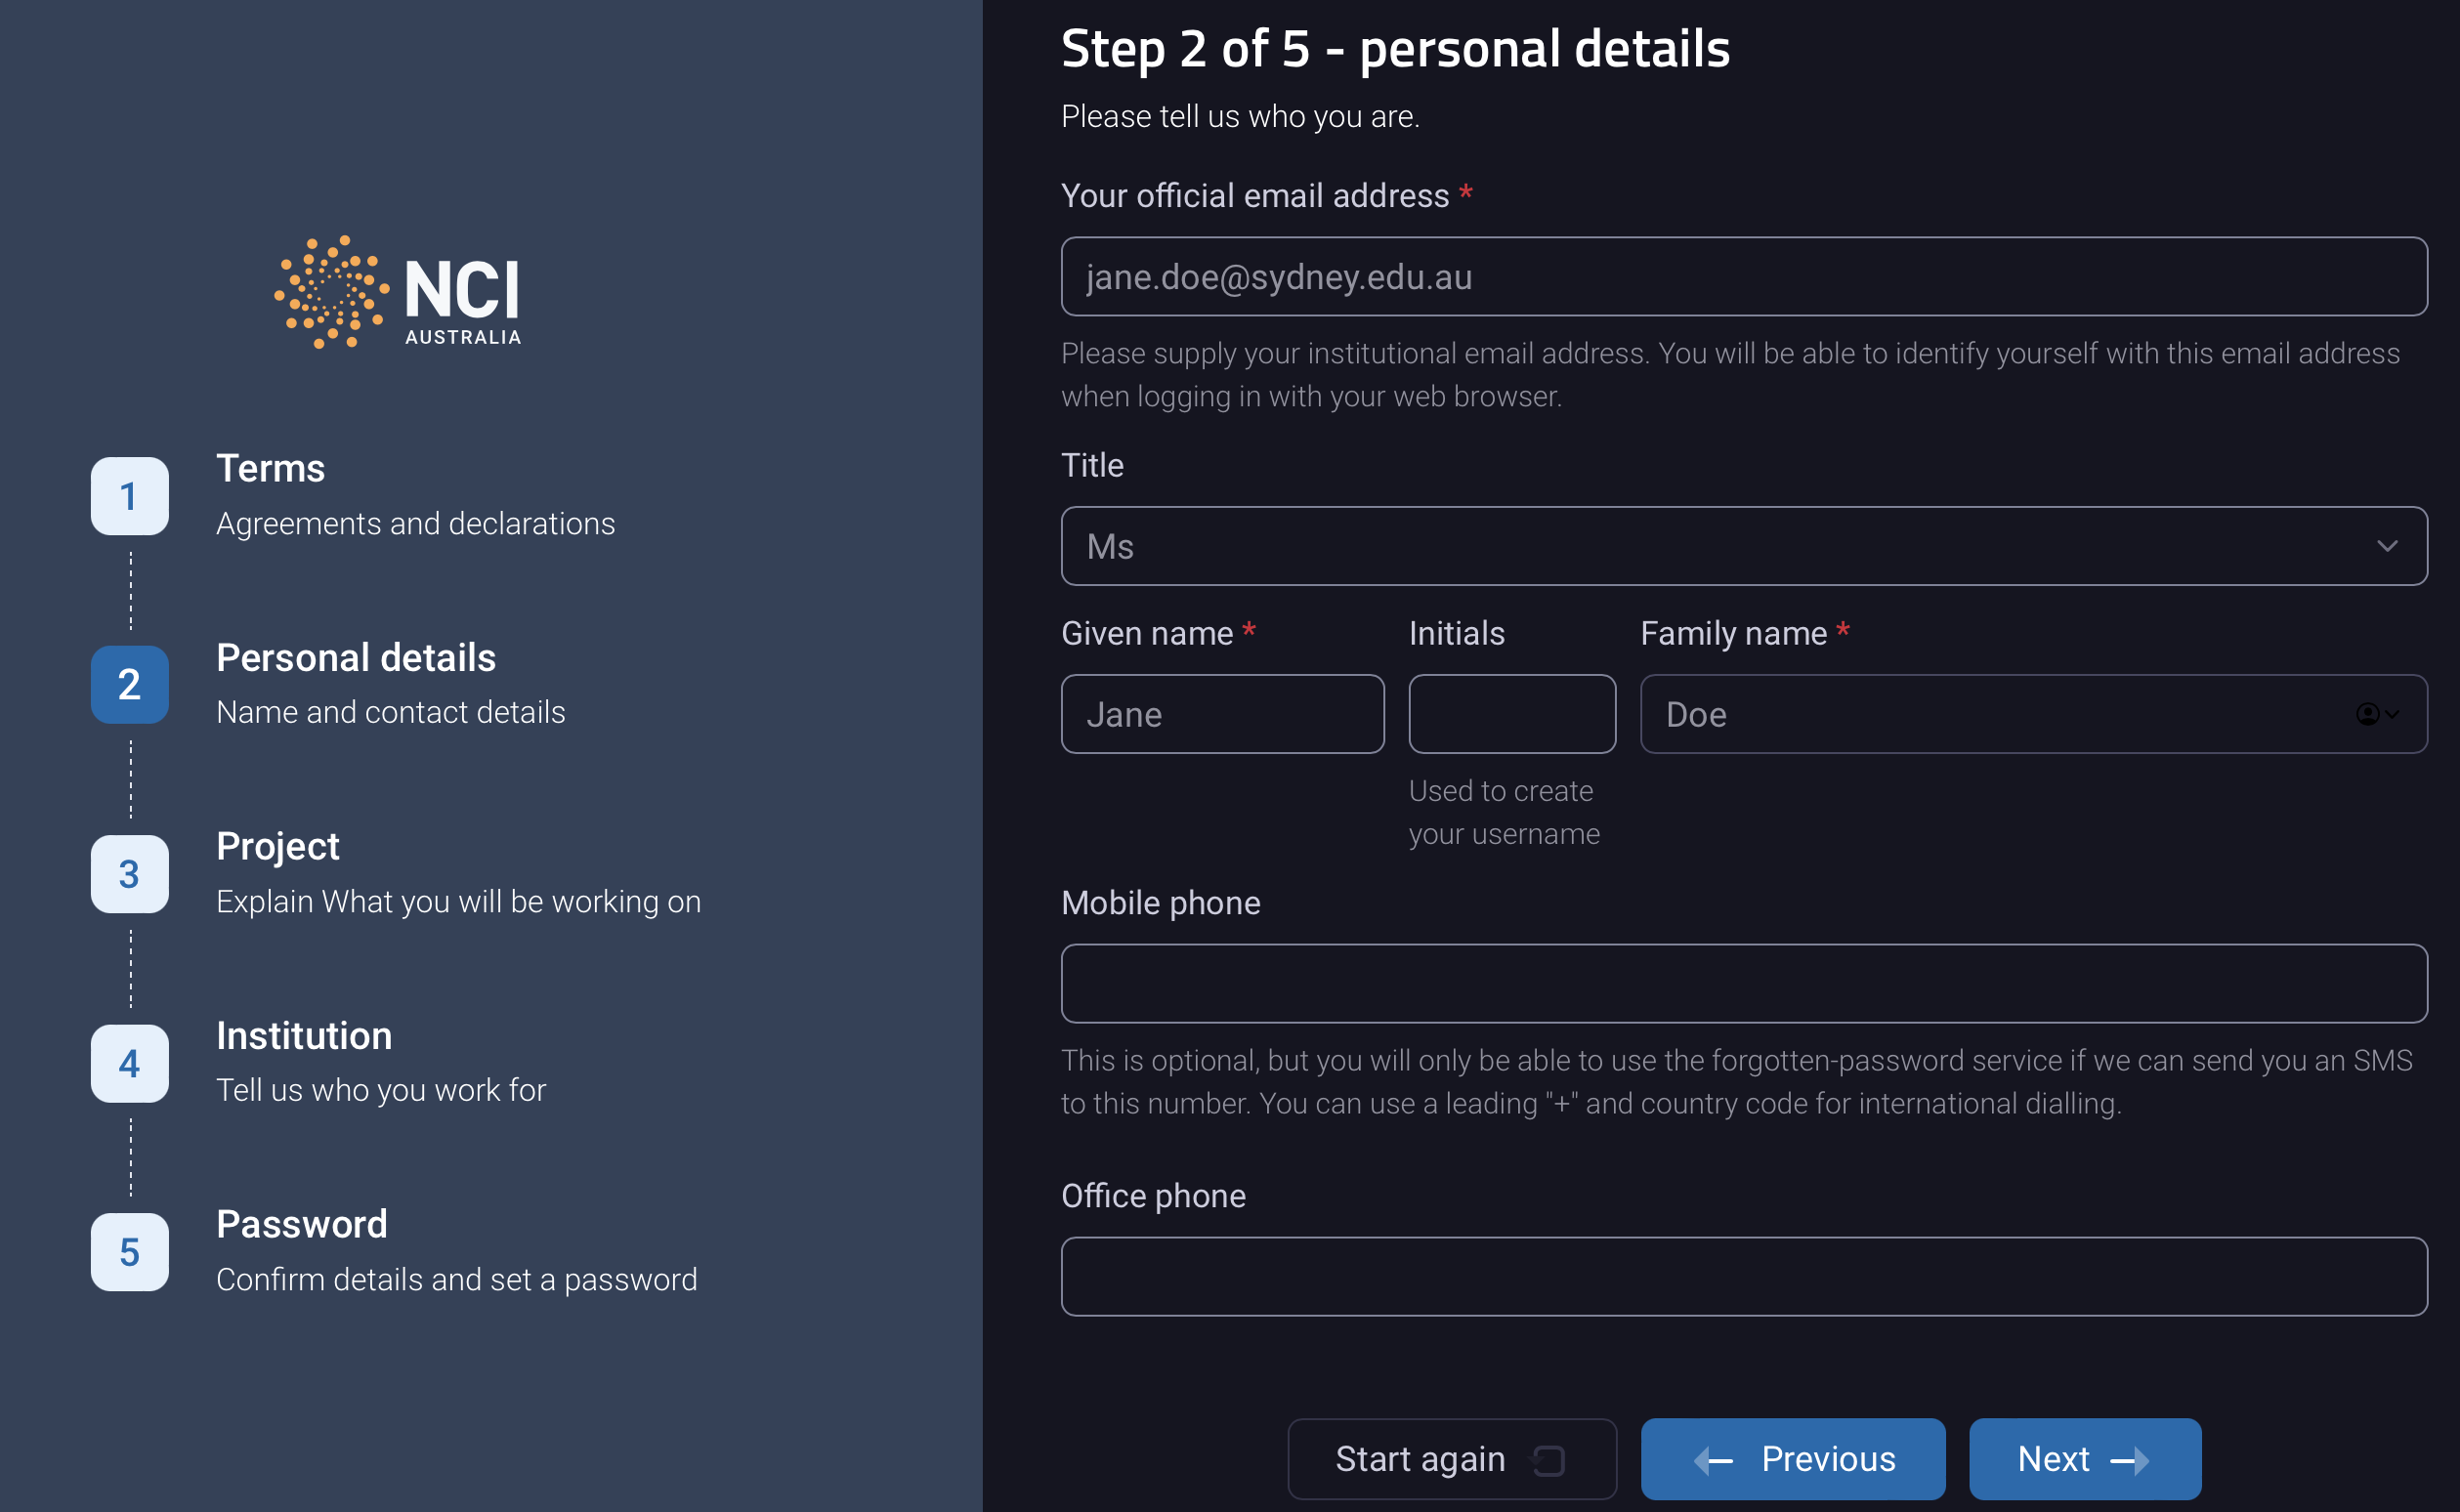 NCI
AUSTRALIA
1
Terms
Agreements and declarations
2
Personal details
Name and contact details
3
Project
Explain What you will be working on
4
Institution
Tell us who you work for
5
Password
Confirm details and set a password
Step 2 of 5 - personal details
Please tell us who you are.
Your official email address *
jane.doe@sydney.edu.au
Please supply your institutional email address. You will be able to identify yourself with this email address
when logging in with your web browser.
Title
Ms
Given name * Initials Family name *
Jane Doe
Used to create
your username
Mobile phone
This is optional, but you will only be able to use the forgotten-password service if we can send you an SMS
to this number. You can use a leading "+" and country code for international dialling.
Office phone
Start again Previous Next